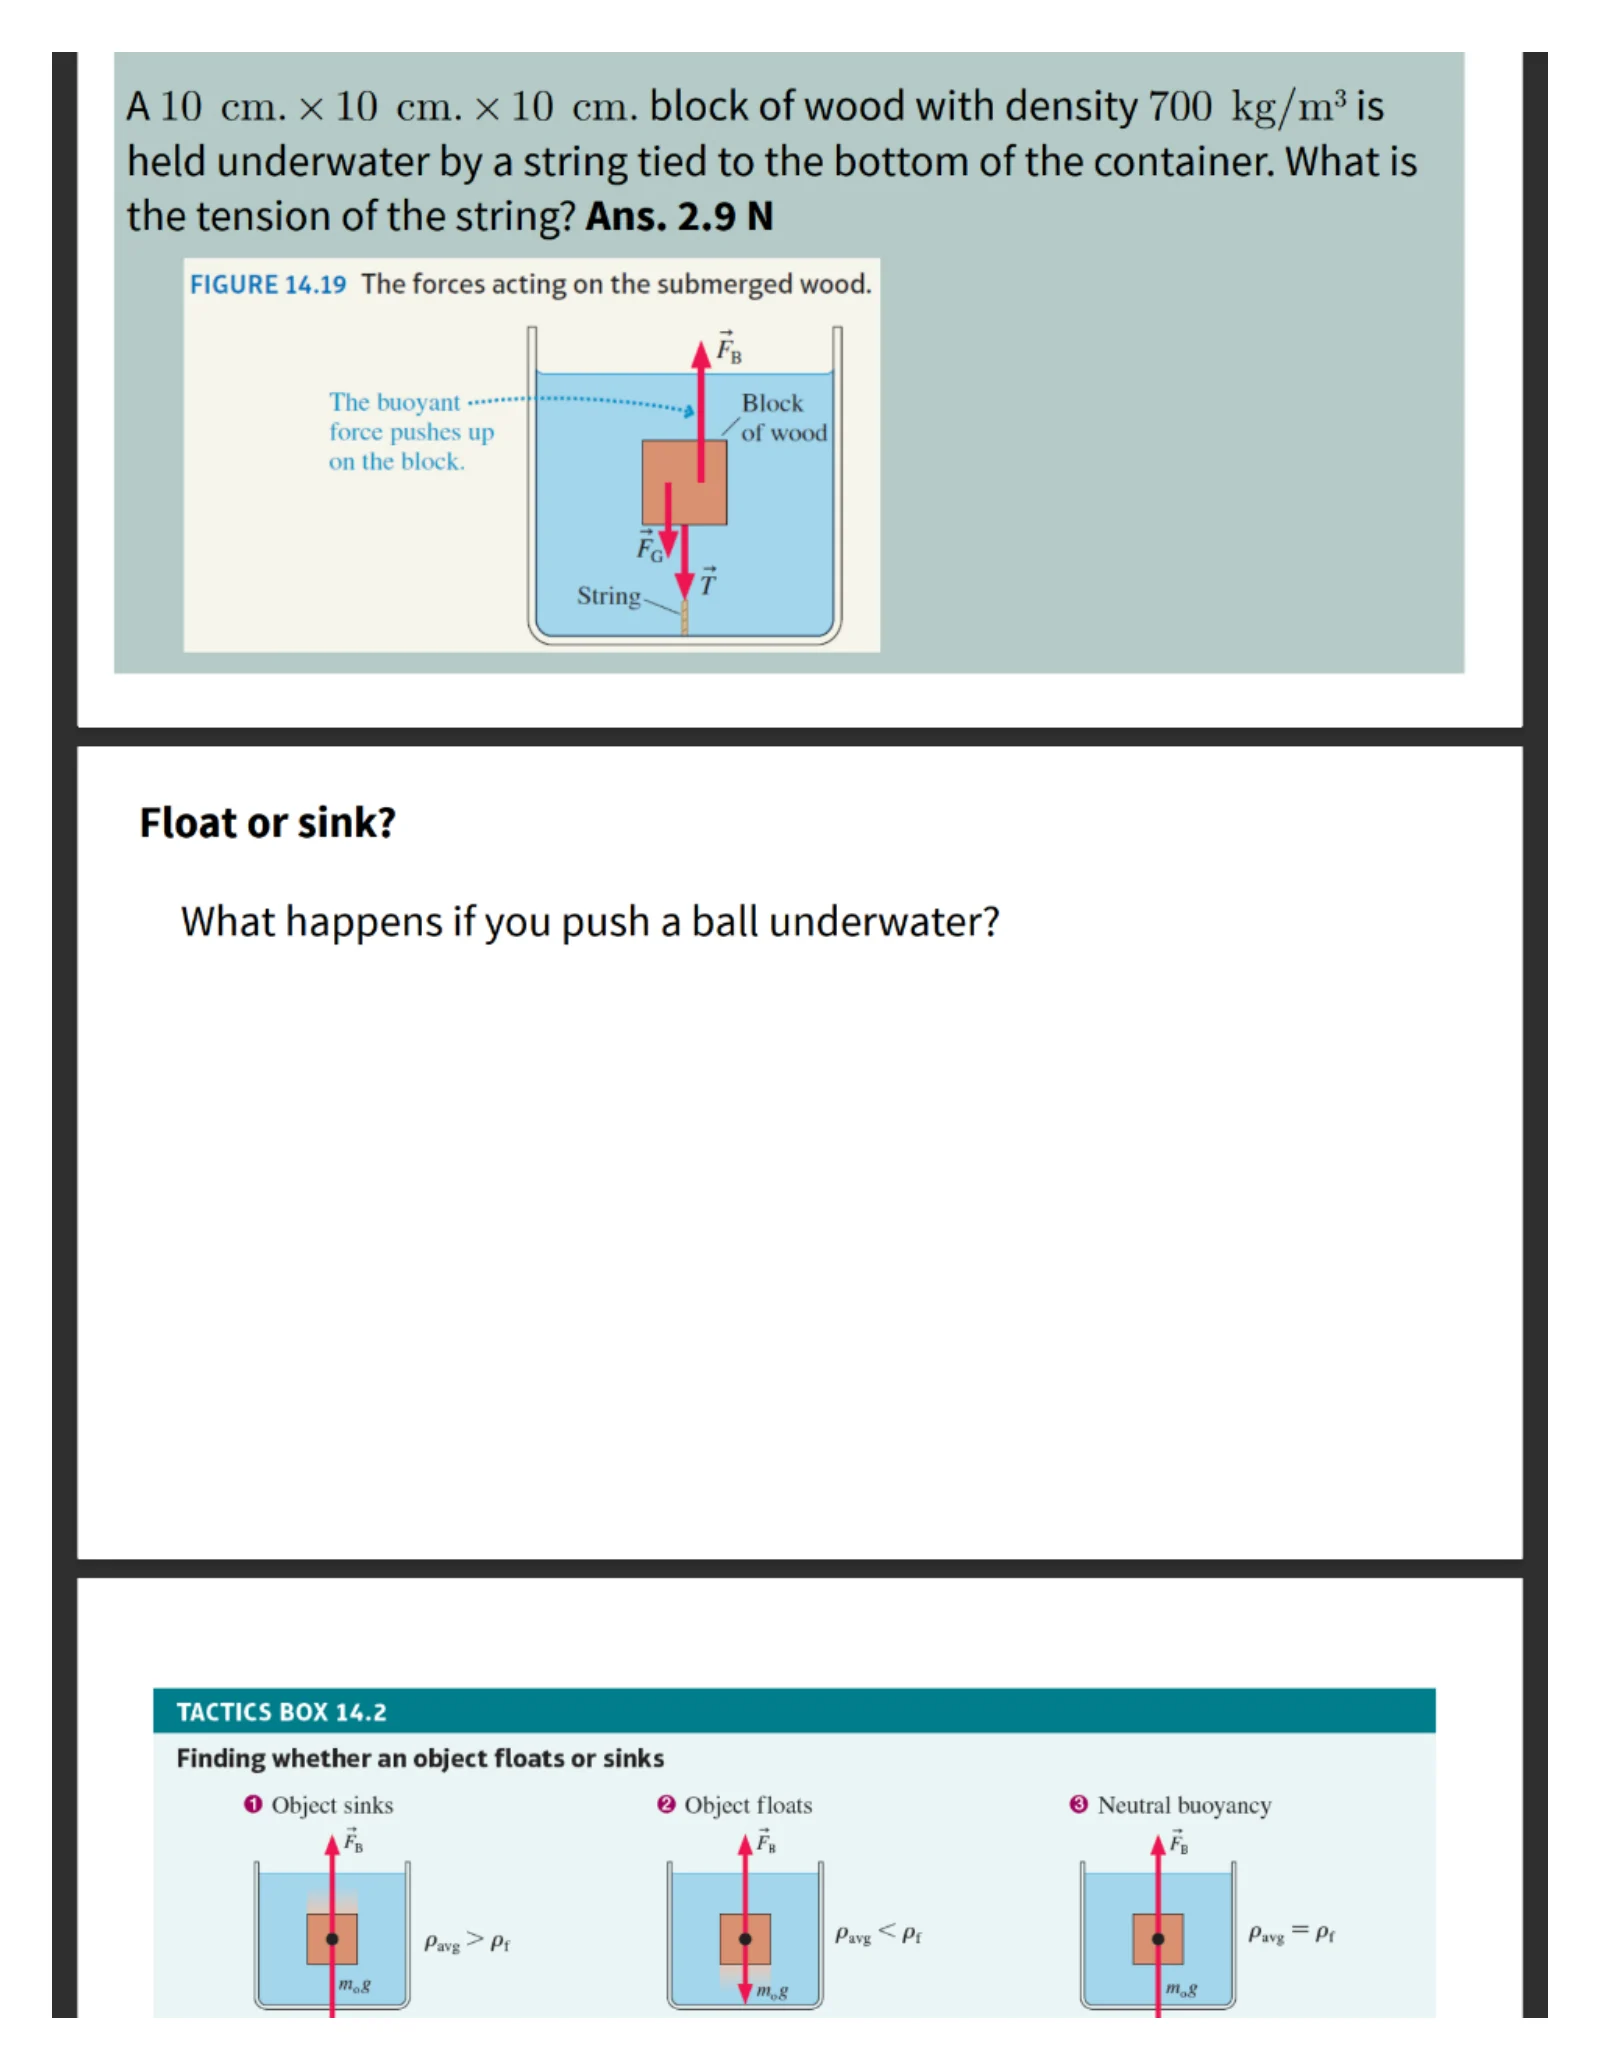 A 10 cm. × 10 cm. × 10 cm. block of wood with density 700 kg/m³ is
held underwater by a string tied to the bottom of the container. What is
the tension of the string? Ans. 2.9 N
FIGURE 14.19 The forces acting on the submerged wood.
F⃗B
The buoyant
force pushes up
on the block.
Block
of wood
F⃗G
T⃗
String
Float or sink?
What happens if you push a ball underwater?
TACTICS BOX 14.2
Finding whether an object floats or sinks
1 Object sinks
F⃗B
ρavg > ρf
mₒg
2 Object floats
F⃗B
ρavg < ρf
mₒg
3 Neutral buoyancy
F⃗B
ρavg = ρf
mₒg